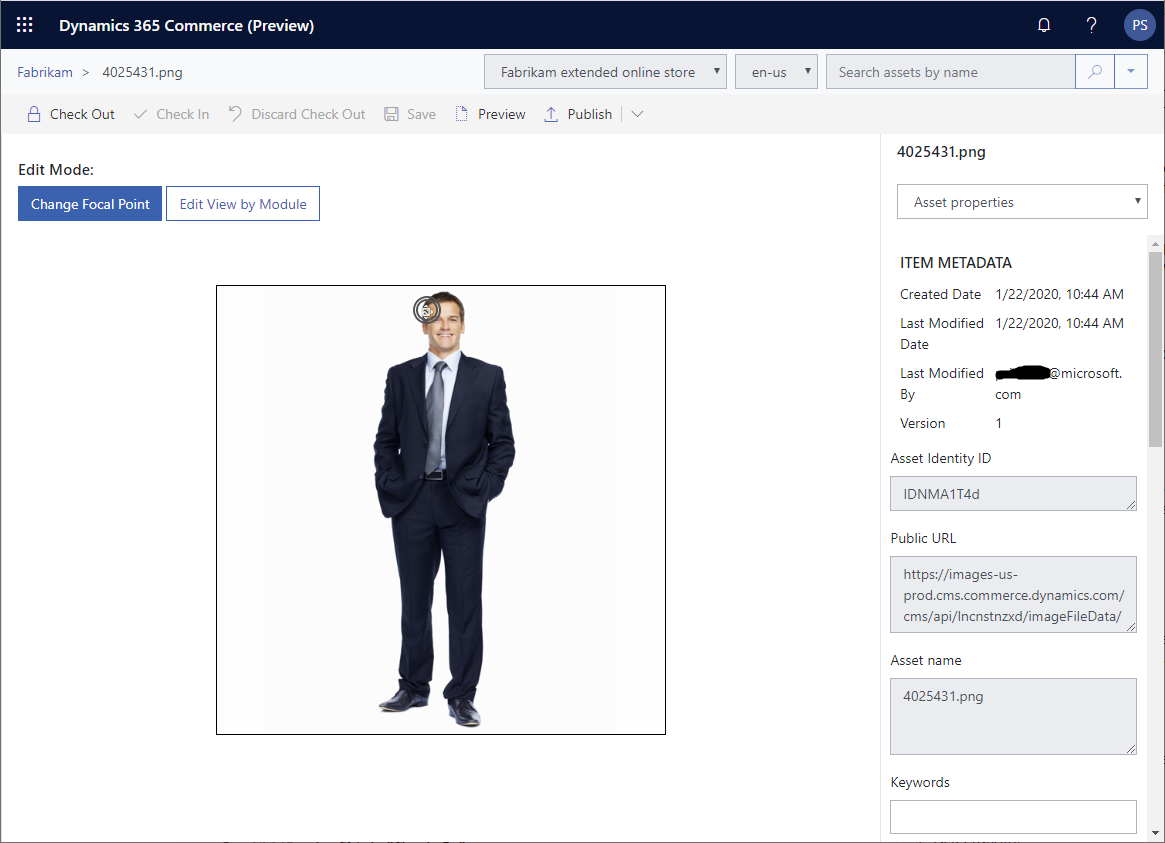 Dynamics 365 Commerce (Preview)
?
PS
Fabrikam > 4025431.png
Fabrikam extended online store
en-us
Search assets by name
Check Out
Check In
Discard Check Out
Save
Preview
Publish
Edit Mode:
Change Focal Point
Edit View by Module
4025431.png
Asset properties
ITEM METADATA
Created Date 1/22/2020, 10:44 AM
Last Modified 1/22/2020, 10:44 AM
Date
Last Modified @microsoft.
By com
Version 1
Asset Identity ID
IDNMA1T4d
Public URL
https://images-us-
prod.cms.commerce.dynamics.com/
cms/api/lncnstnzxd/imageFileData/
Asset name
4025431.png
Keywords